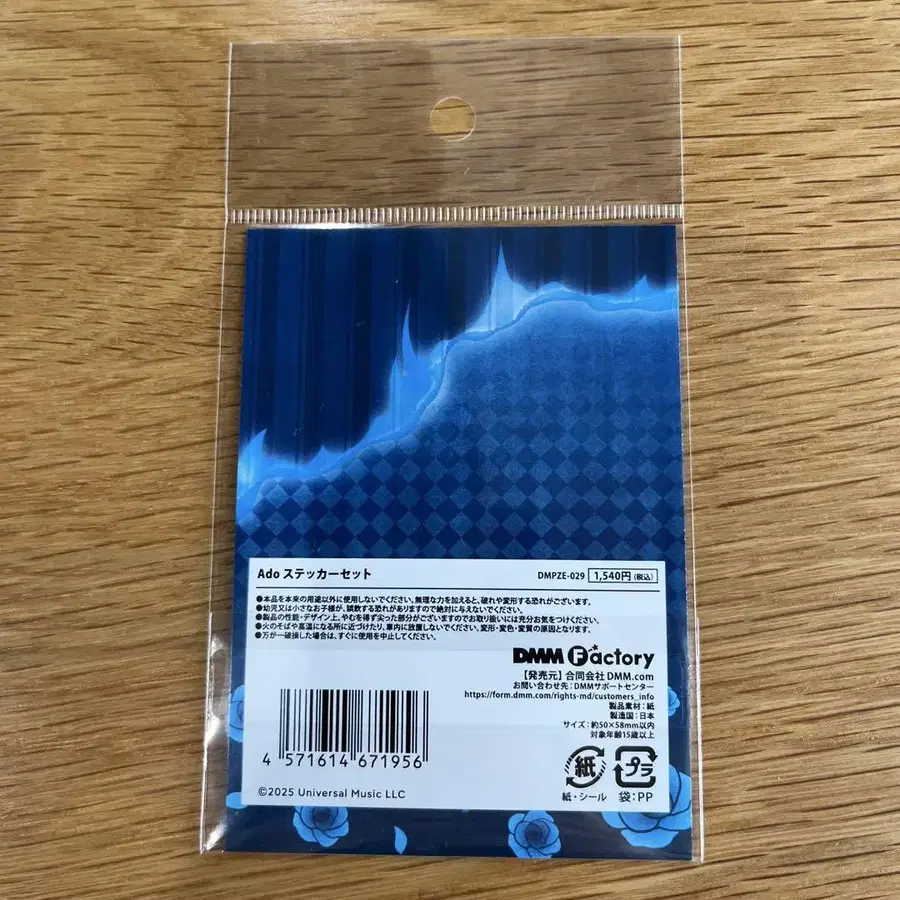 Ado ステッカーセット DMPZE-029 1,540円(税込)
●本品を本来の用途以外に使用しないでください。無理な力を加えると、破れや変形する恐れがございます。
●幼児又は小さなお子様が、誤飲する恐れがありますので絶対に与えないでください。
●製品の性能・デザイン上、やむを得ず尖った部分がございますのでお取り扱いには充分お気をつけください。
●火のそばや高温になる所に近づけたり、車内に放置しないでください。変形・変色・変質の原因となります。
●万が一破損した場合は、すぐに使用を中止してください。
DMM Factory
【発売元】合同会社DMM.com
お問い合わせ先：DMMサポートセンター
https://form.dmm.com/rights-md/customers_info
製品素材：紙
製造国：日本
サイズ：約50×58mm以内
対象年齢15歳以上
4 571614 671956
紙 プラ
紙・シール 袋：PP
©2025 Universal Music LLC